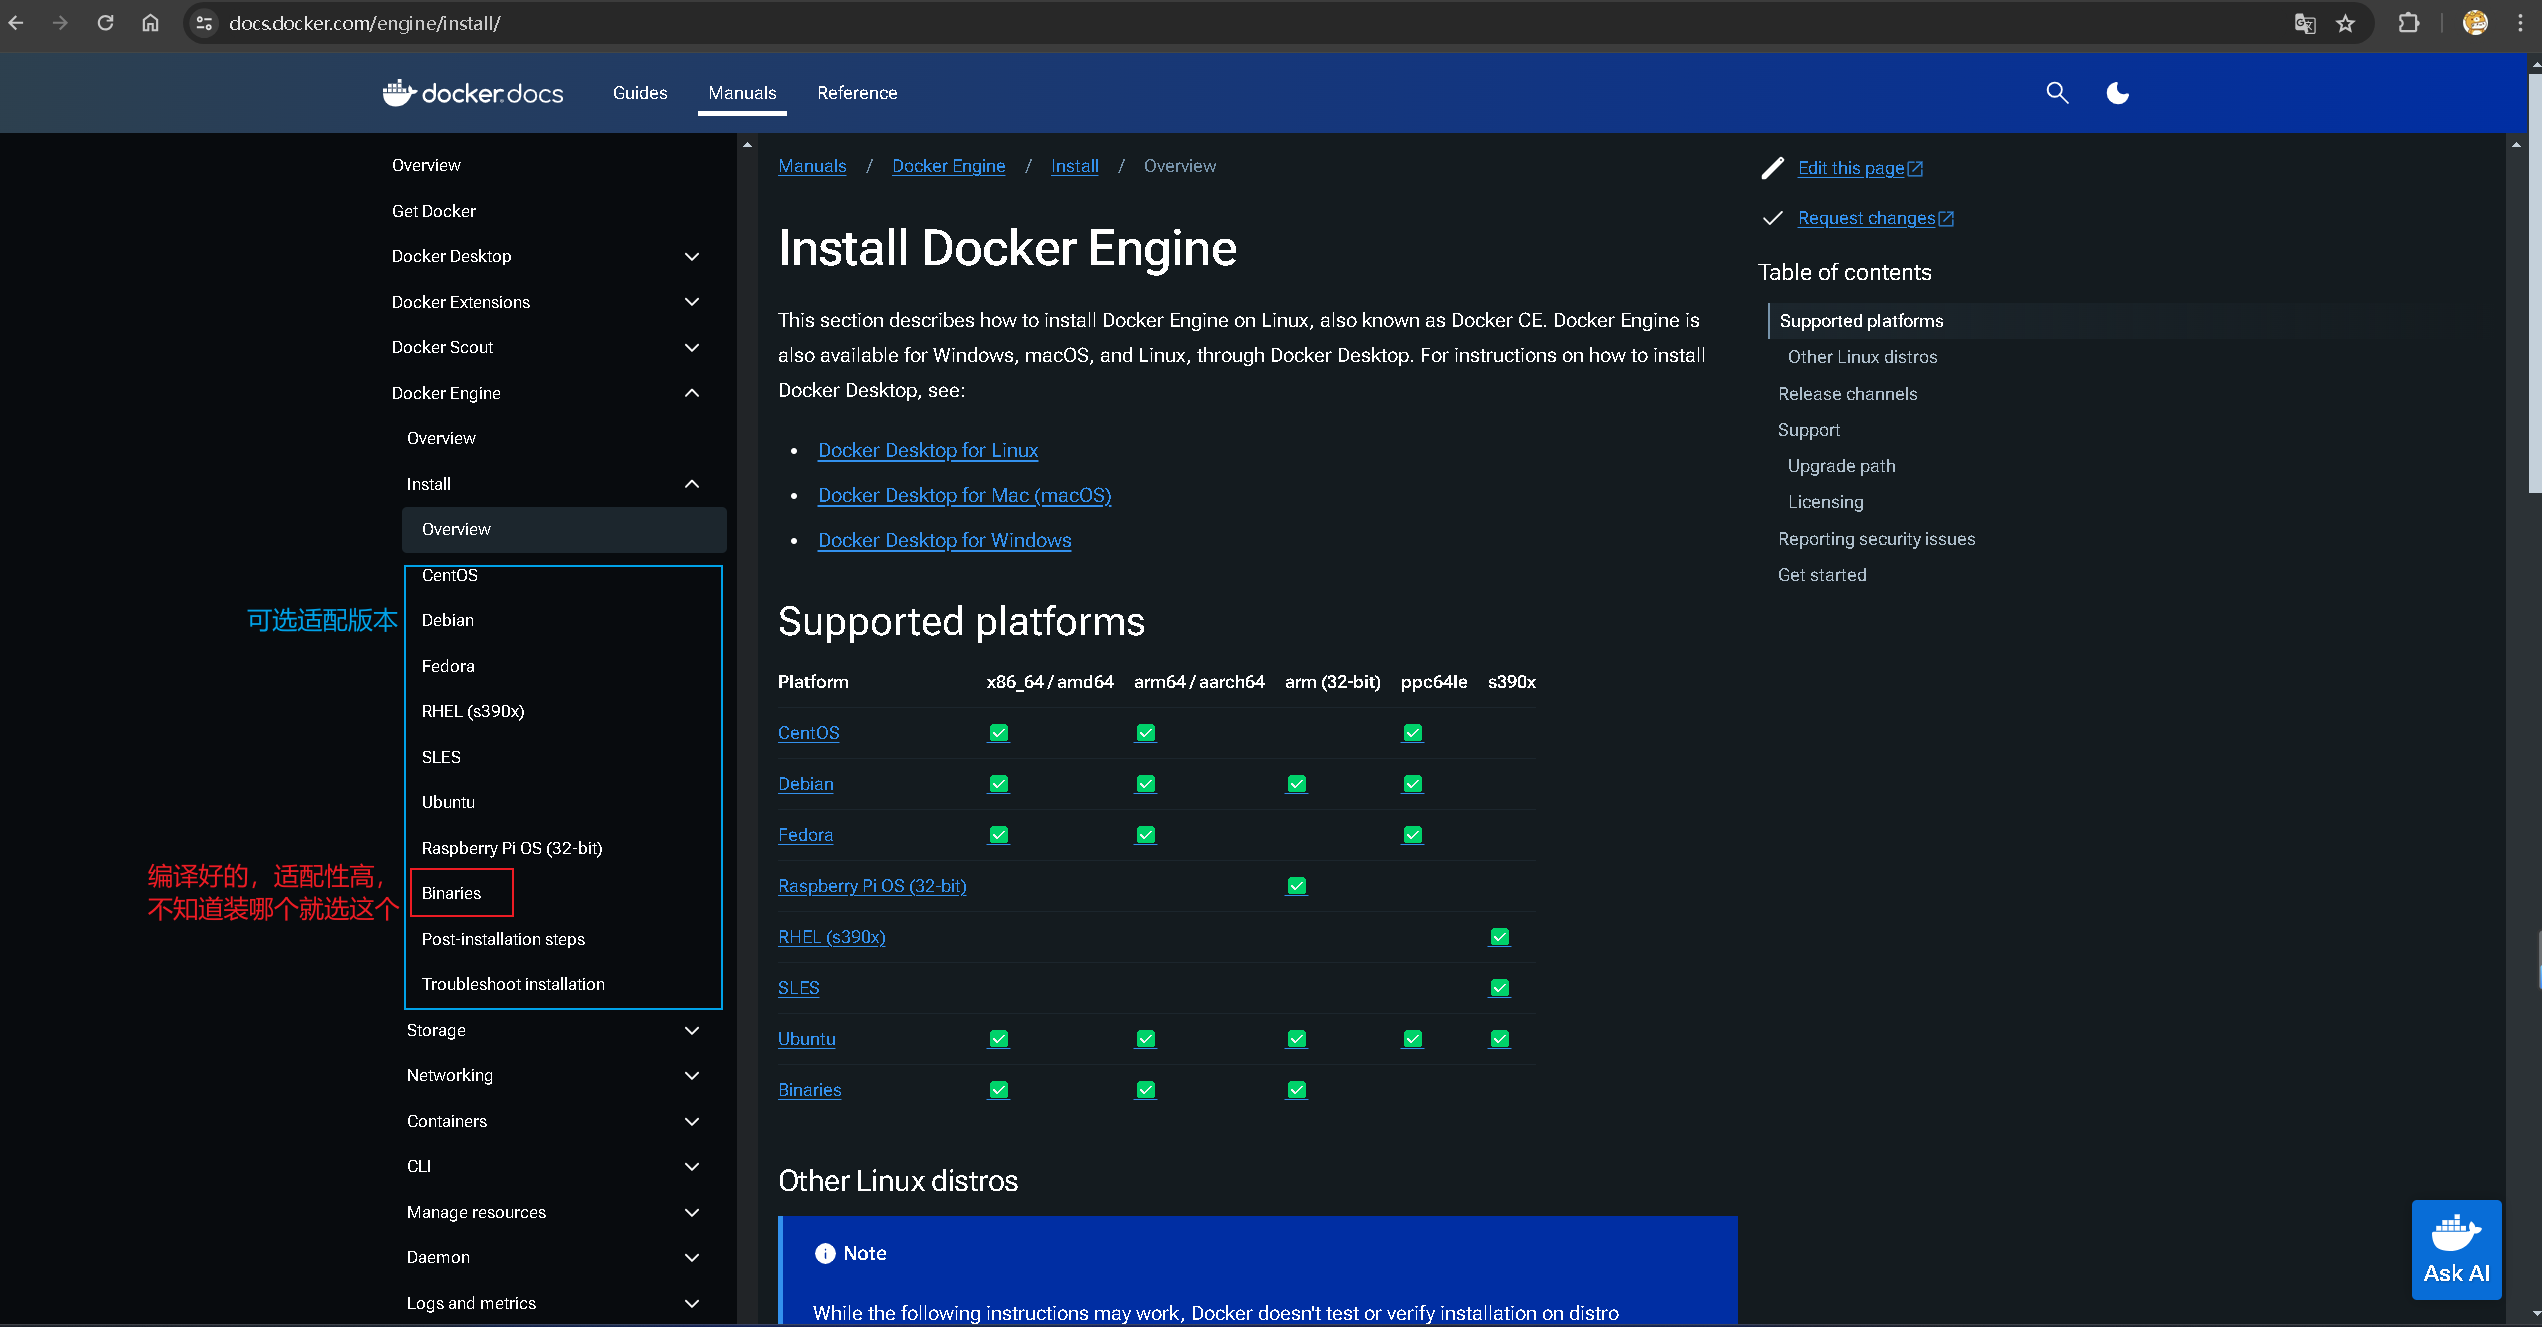 docs.docker.com/engine/install/
docker.docs
Guides
Manuals
Reference
Overview
Get Docker
Docker Desktop
Docker Extensions
Docker Scout
Docker Engine
Overview
Install
Overview
CentOS
Debian
Fedora
RHEL (s390x)
SLES
Ubuntu
Raspberry Pi OS (32-bit)
Binaries
Post-installation steps
Troubleshoot installation
Storage
Networking
Containers
CLI
Manage resources
Daemon
Logs and metrics
可选适配版本
编译好的，适配性高，
不知道装哪个就选这个
Manuals / Docker Engine / Install / Overview
Install Docker Engine
This section describes how to install Docker Engine on Linux, also known as Docker CE. Docker Engine is
also available for Windows, macOS, and Linux, through Docker Desktop. For instructions on how to install
Docker Desktop, see:
Docker Desktop for Linux
Docker Desktop for Mac (macOS)
Docker Desktop for Windows
Supported platforms
Platform x86_64 / amd64 arm64 / aarch64 arm (32-bit) ppc64le s390x
CentOS
Debian
Fedora
Raspberry Pi OS (32-bit)
RHEL (s390x)
SLES
Ubuntu
Binaries
Other Linux distros
Note
While the following instructions may work, Docker doesn't test or verify installation on distro
Edit this page
Request changes
Table of contents
Supported platforms
Other Linux distros
Release channels
Support
Upgrade path
Licensing
Reporting security issues
Get started
Ask AI